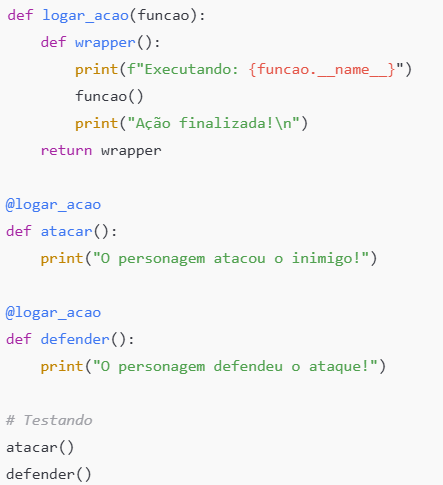 def logar_acao(funcao):
    def wrapper():
        print(f"Executando: {funcao.__name__}")
        funcao()
        print("Ação finalizada!\n")
    return wrapper

@logar_acao
def atacar():
    print("O personagem atacou o inimigo!")

@logar_acao
def defender():
    print("O personagem defendeu o ataque!")

# Testando
atacar()
defender()